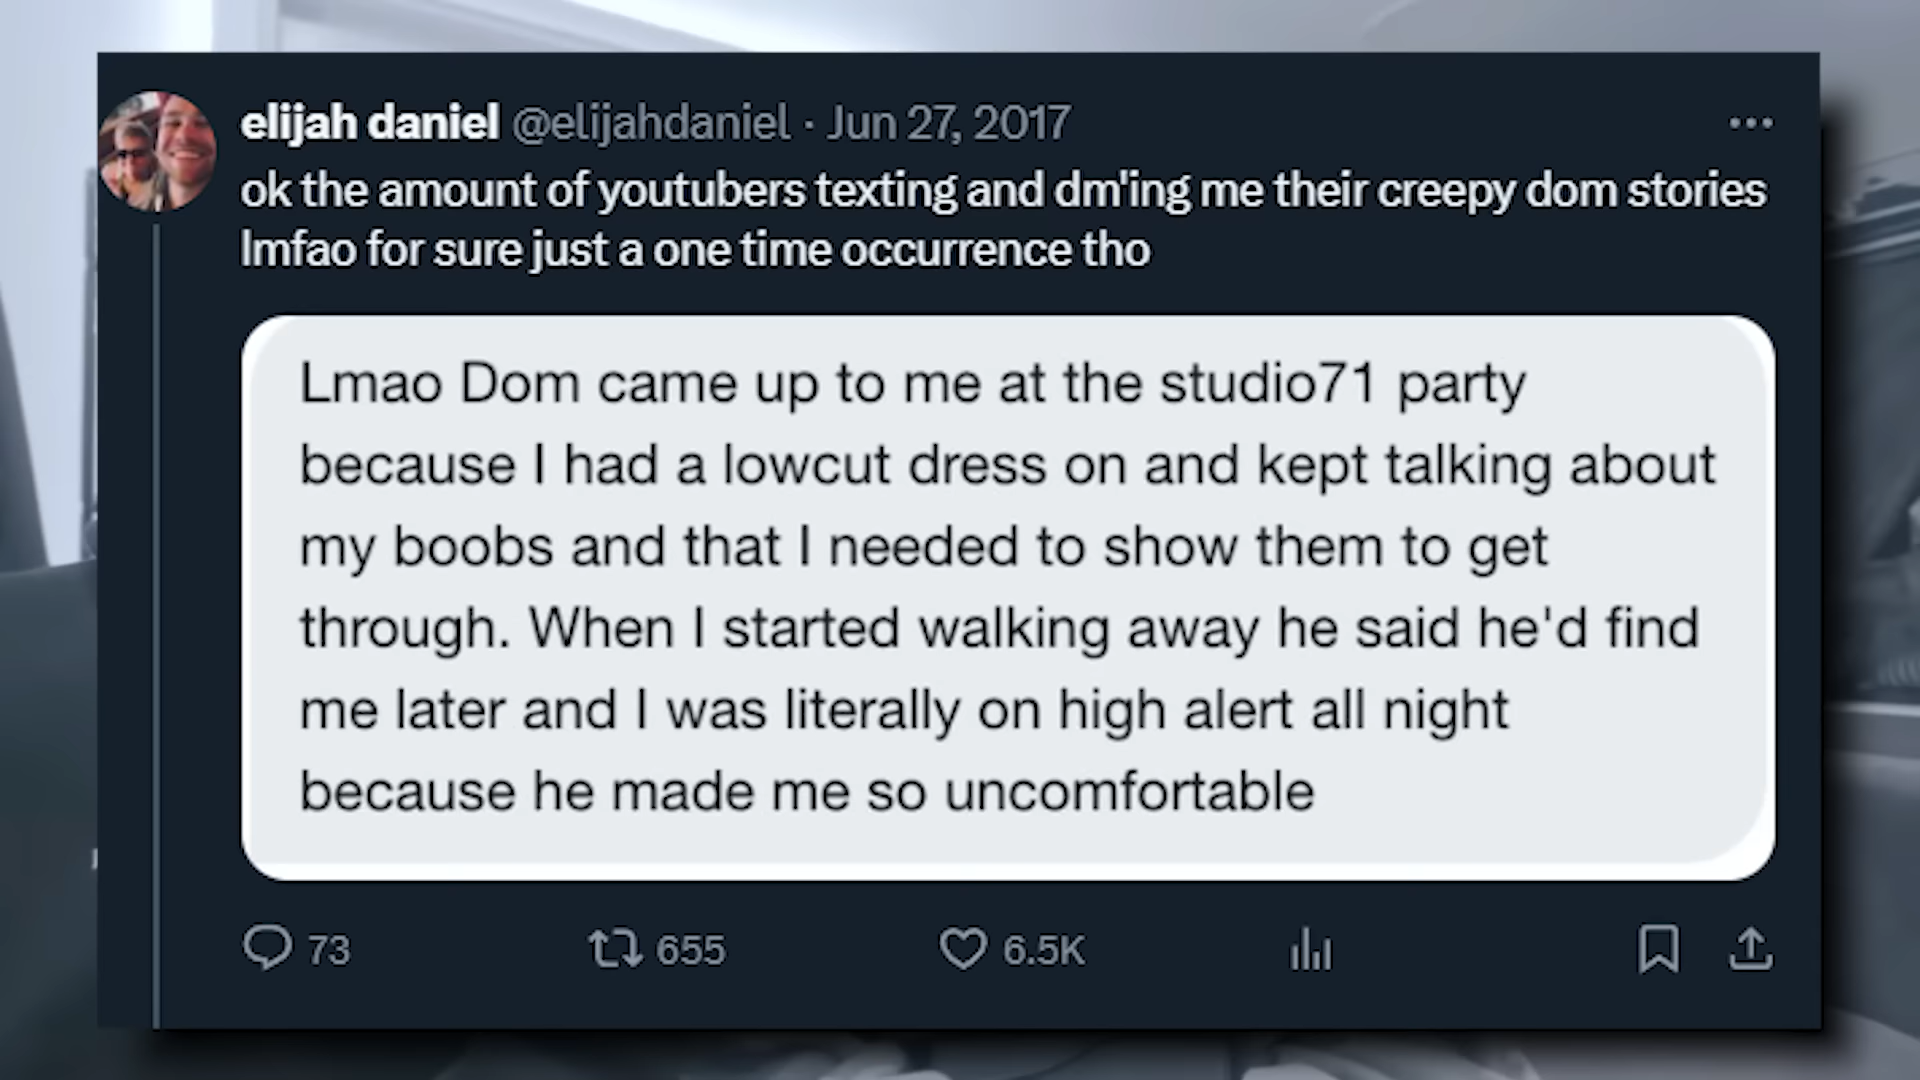 elijah daniel @elijahdaniel · Jun 27, 2017
ok the amount of youtubers texting and dm'ing me their creepy dom stories
lmfao for sure just a one time occurrence tho
Lmao Dom came up to me at the studio71 party
because I had a lowcut dress on and kept talking about
my boobs and that I needed to show them to get
through. When I started walking away he said he'd find
me later and I was literally on high alert all night
because he made me so uncomfortable
73 655 6.5K